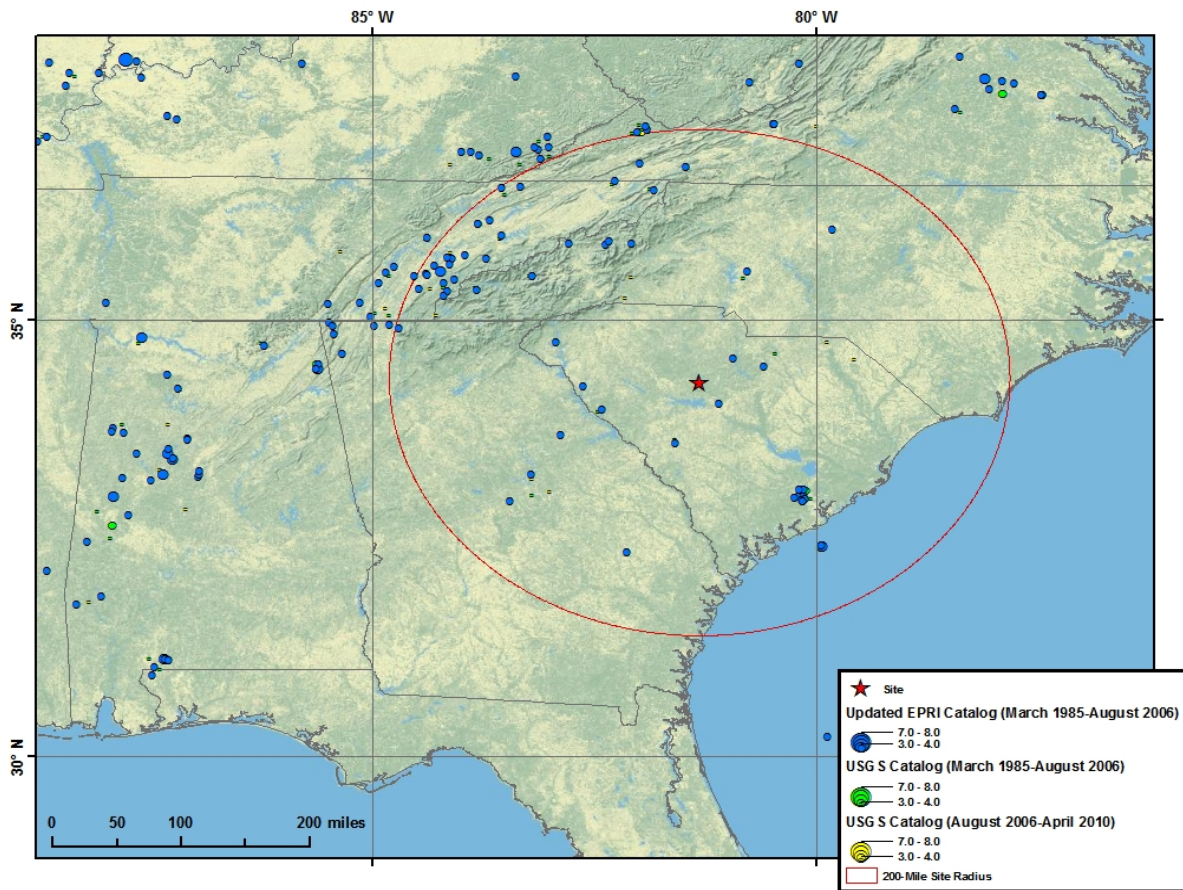 85° W
80° W
35° N
30° N
0 50 100 200 miles
Site
Updated EPRI Catalog (March 1985-August 2006)
7.0 - 8.0
3.0 - 4.0
USGS Catalog (March 1985-August 2006)
7.0 - 8.0
3.0 - 4.0
USGS Catalog (August 2006-April 2010)
7.0 - 8.0
3.0 - 4.0
200-Mile Site Radius